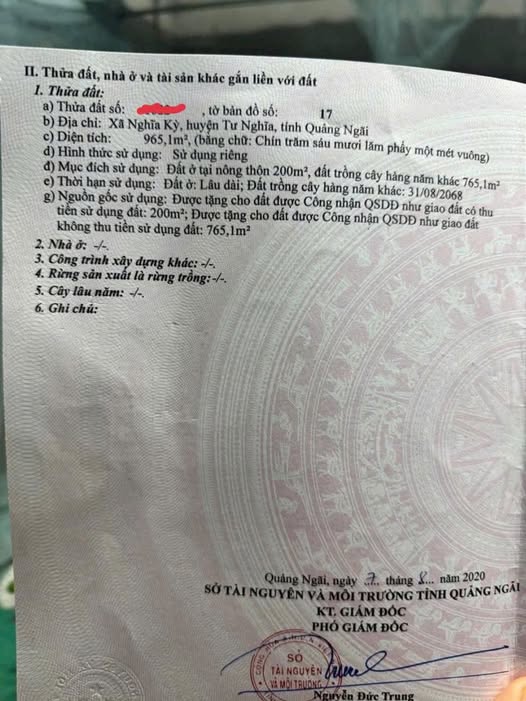 II. Thửa đất, nhà ở và tài sản khác gắn liền với đất
1. Thửa đất:
a) Thửa đất số: , tờ bản đồ số: 17
b) Địa chỉ: Xã Nghĩa Kỳ, huyện Tư Nghĩa, tỉnh Quảng Ngãi
c) Diện tích: 965,1m², (bằng chữ: Chín trăm sáu mươi lăm phẩy một mét vuông)
d) Hình thức sử dụng: Sử dụng riêng
đ) Mục đích sử dụng: Đất ở tại nông thôn 200m², đất trồng cây hàng năm khác 765,1m²
e) Thời hạn sử dụng: Đất ở: Lâu dài; Đất trồng cây hàng năm khác: 31/08/2068
g) Nguồn gốc sử dụng: Được tặng cho đất được Công nhận QSDĐ như giao đất có thu
tiền sử dụng đất: 200m²; Được tặng cho đất được Công nhận QSDĐ như giao đất
không thu tiền sử dụng đất: 765,1m²
2. Nhà ở: -/-.
3. Công trình xây dựng khác: -/-.
4. Rừng sản xuất là rừng trồng: -/-.
5. Cây lâu năm: -/-.
6. Ghi chú:
Quảng Ngãi, ngày 7 tháng 8 năm 2020
SỞ TÀI NGUYÊN VÀ MÔI TRƯỜNG TỈNH QUẢNG NGÃI
KT. GIÁM ĐỐC
PHÓ GIÁM ĐỐC
SỞ
TÀI NGUYÊN
VÀ MÔI TRƯỜNG
Nguyễn Đức Trung